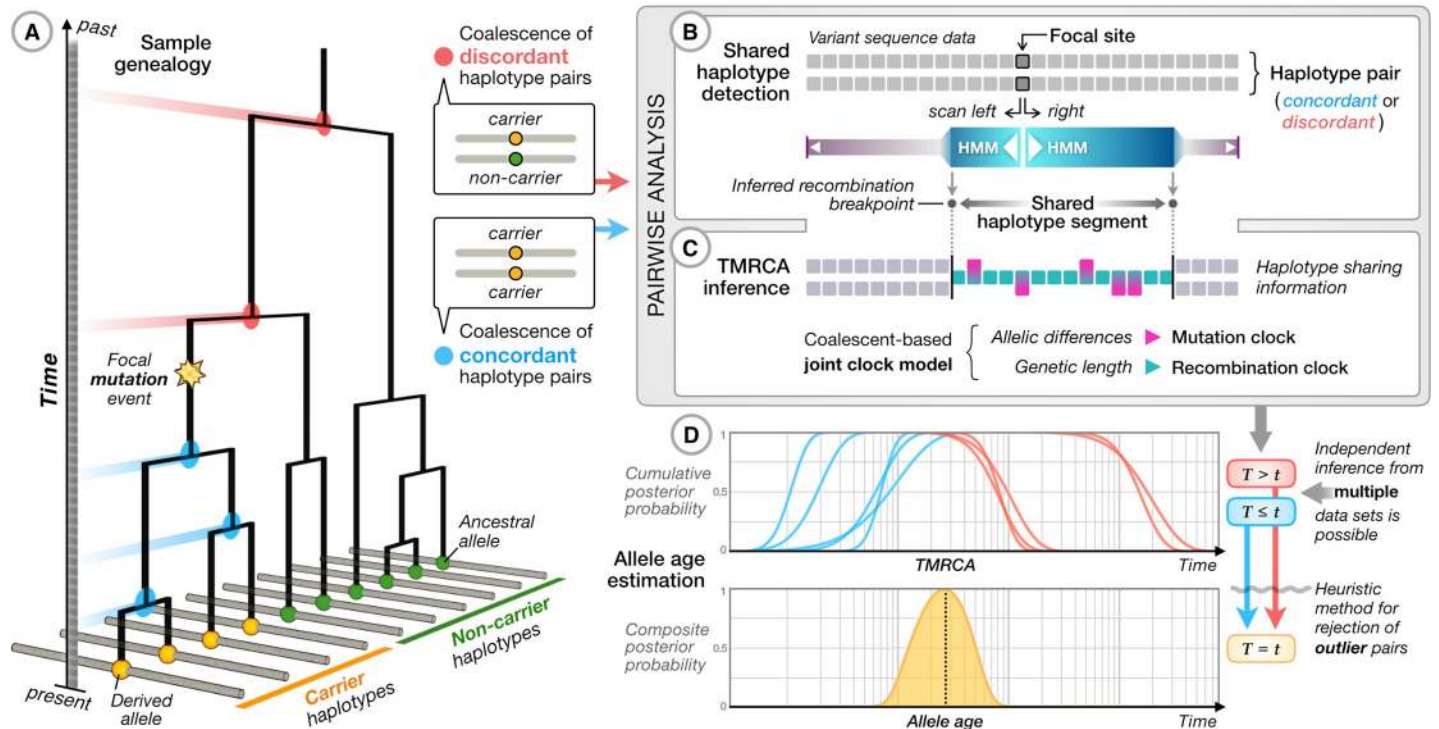 A
past
Sample
genealogy
Time
Focal
mutation
event
present
Derived
allele
Ancestral
allele
Carrier
haplotypes
Non-carrier
haplotypes
Coalescence of
discordant
haplotype pairs
carrier
non-carrier
carrier
carrier
Coalescence of
concordant
haplotype pairs
PAIRWISE ANALYSIS
B
Shared
haplotype
detection
Variant sequence data
Focal site
Haplotype pair
(concordant or
discordant)
scan left
right
HMM
HMM
Inferred recombination
breakpoint
Shared
haplotype segment
C
TMRCA
inference
Haplotype sharing
information
Coalescent-based
joint clock model
Allelic differences
Mutation clock
Genetic length
Recombination clock
D
Cumulative
posterior
probability
1
0.5
0
TMRCA
Time
Allele age
estimation
Composite
posterior
probability
1
0.5
0
Allele age
Time
T > t
T ≤ t
T = t
Independent
inference from
multiple
data sets is
possible
Heuristic
method for
rejection of
outlier pairs